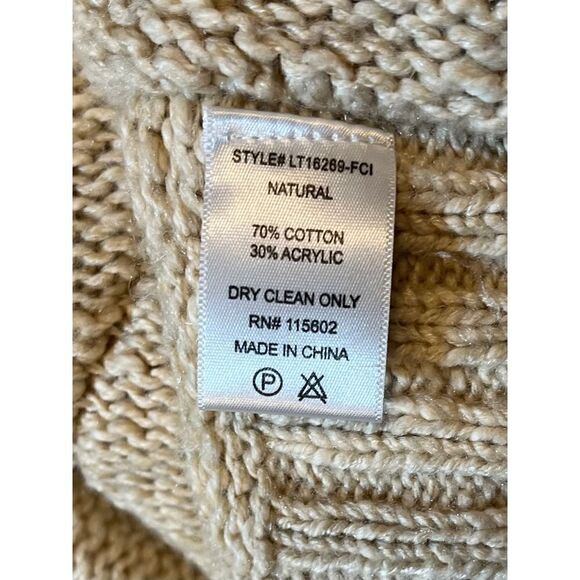 STYLE# LT16269-FCI
NATURAL
70% COTTON
30% ACRYLIC
DRY CLEAN ONLY
RN# 115602
MADE IN CHINA
P